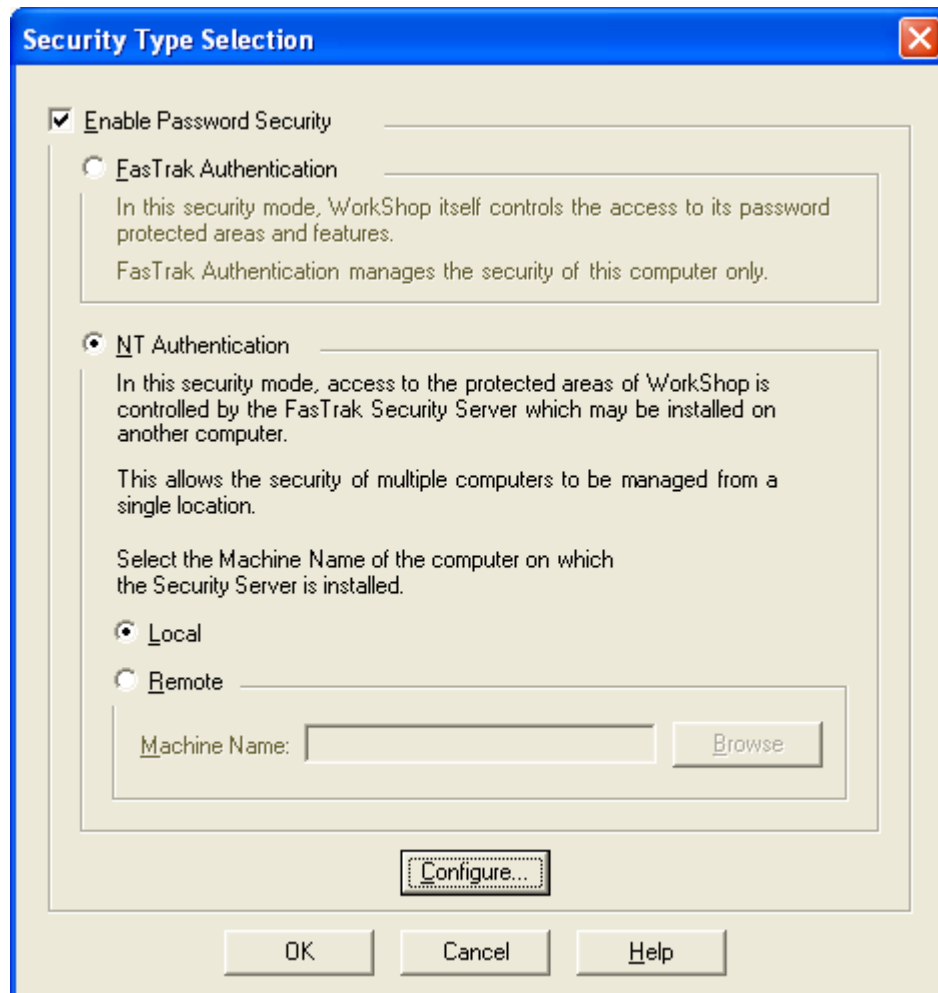 Security Type Selection
Enable Password Security
FasTrak Authentication
In this security mode, WorkShop itself controls the access to its password
protected areas and features.
FasTrak Authentication manages the security of this computer only.
NT Authentication
In this security mode, access to the protected areas of WorkShop is
controlled by the FasTrak Security Server which may be installed on
another computer.
This allows the security of multiple computers to be managed from a
single location.
Select the Machine Name of the computer on which
the Security Server is installed.
Local
Remote
Machine Name:
Browse
Configure...
OK
Cancel
Help